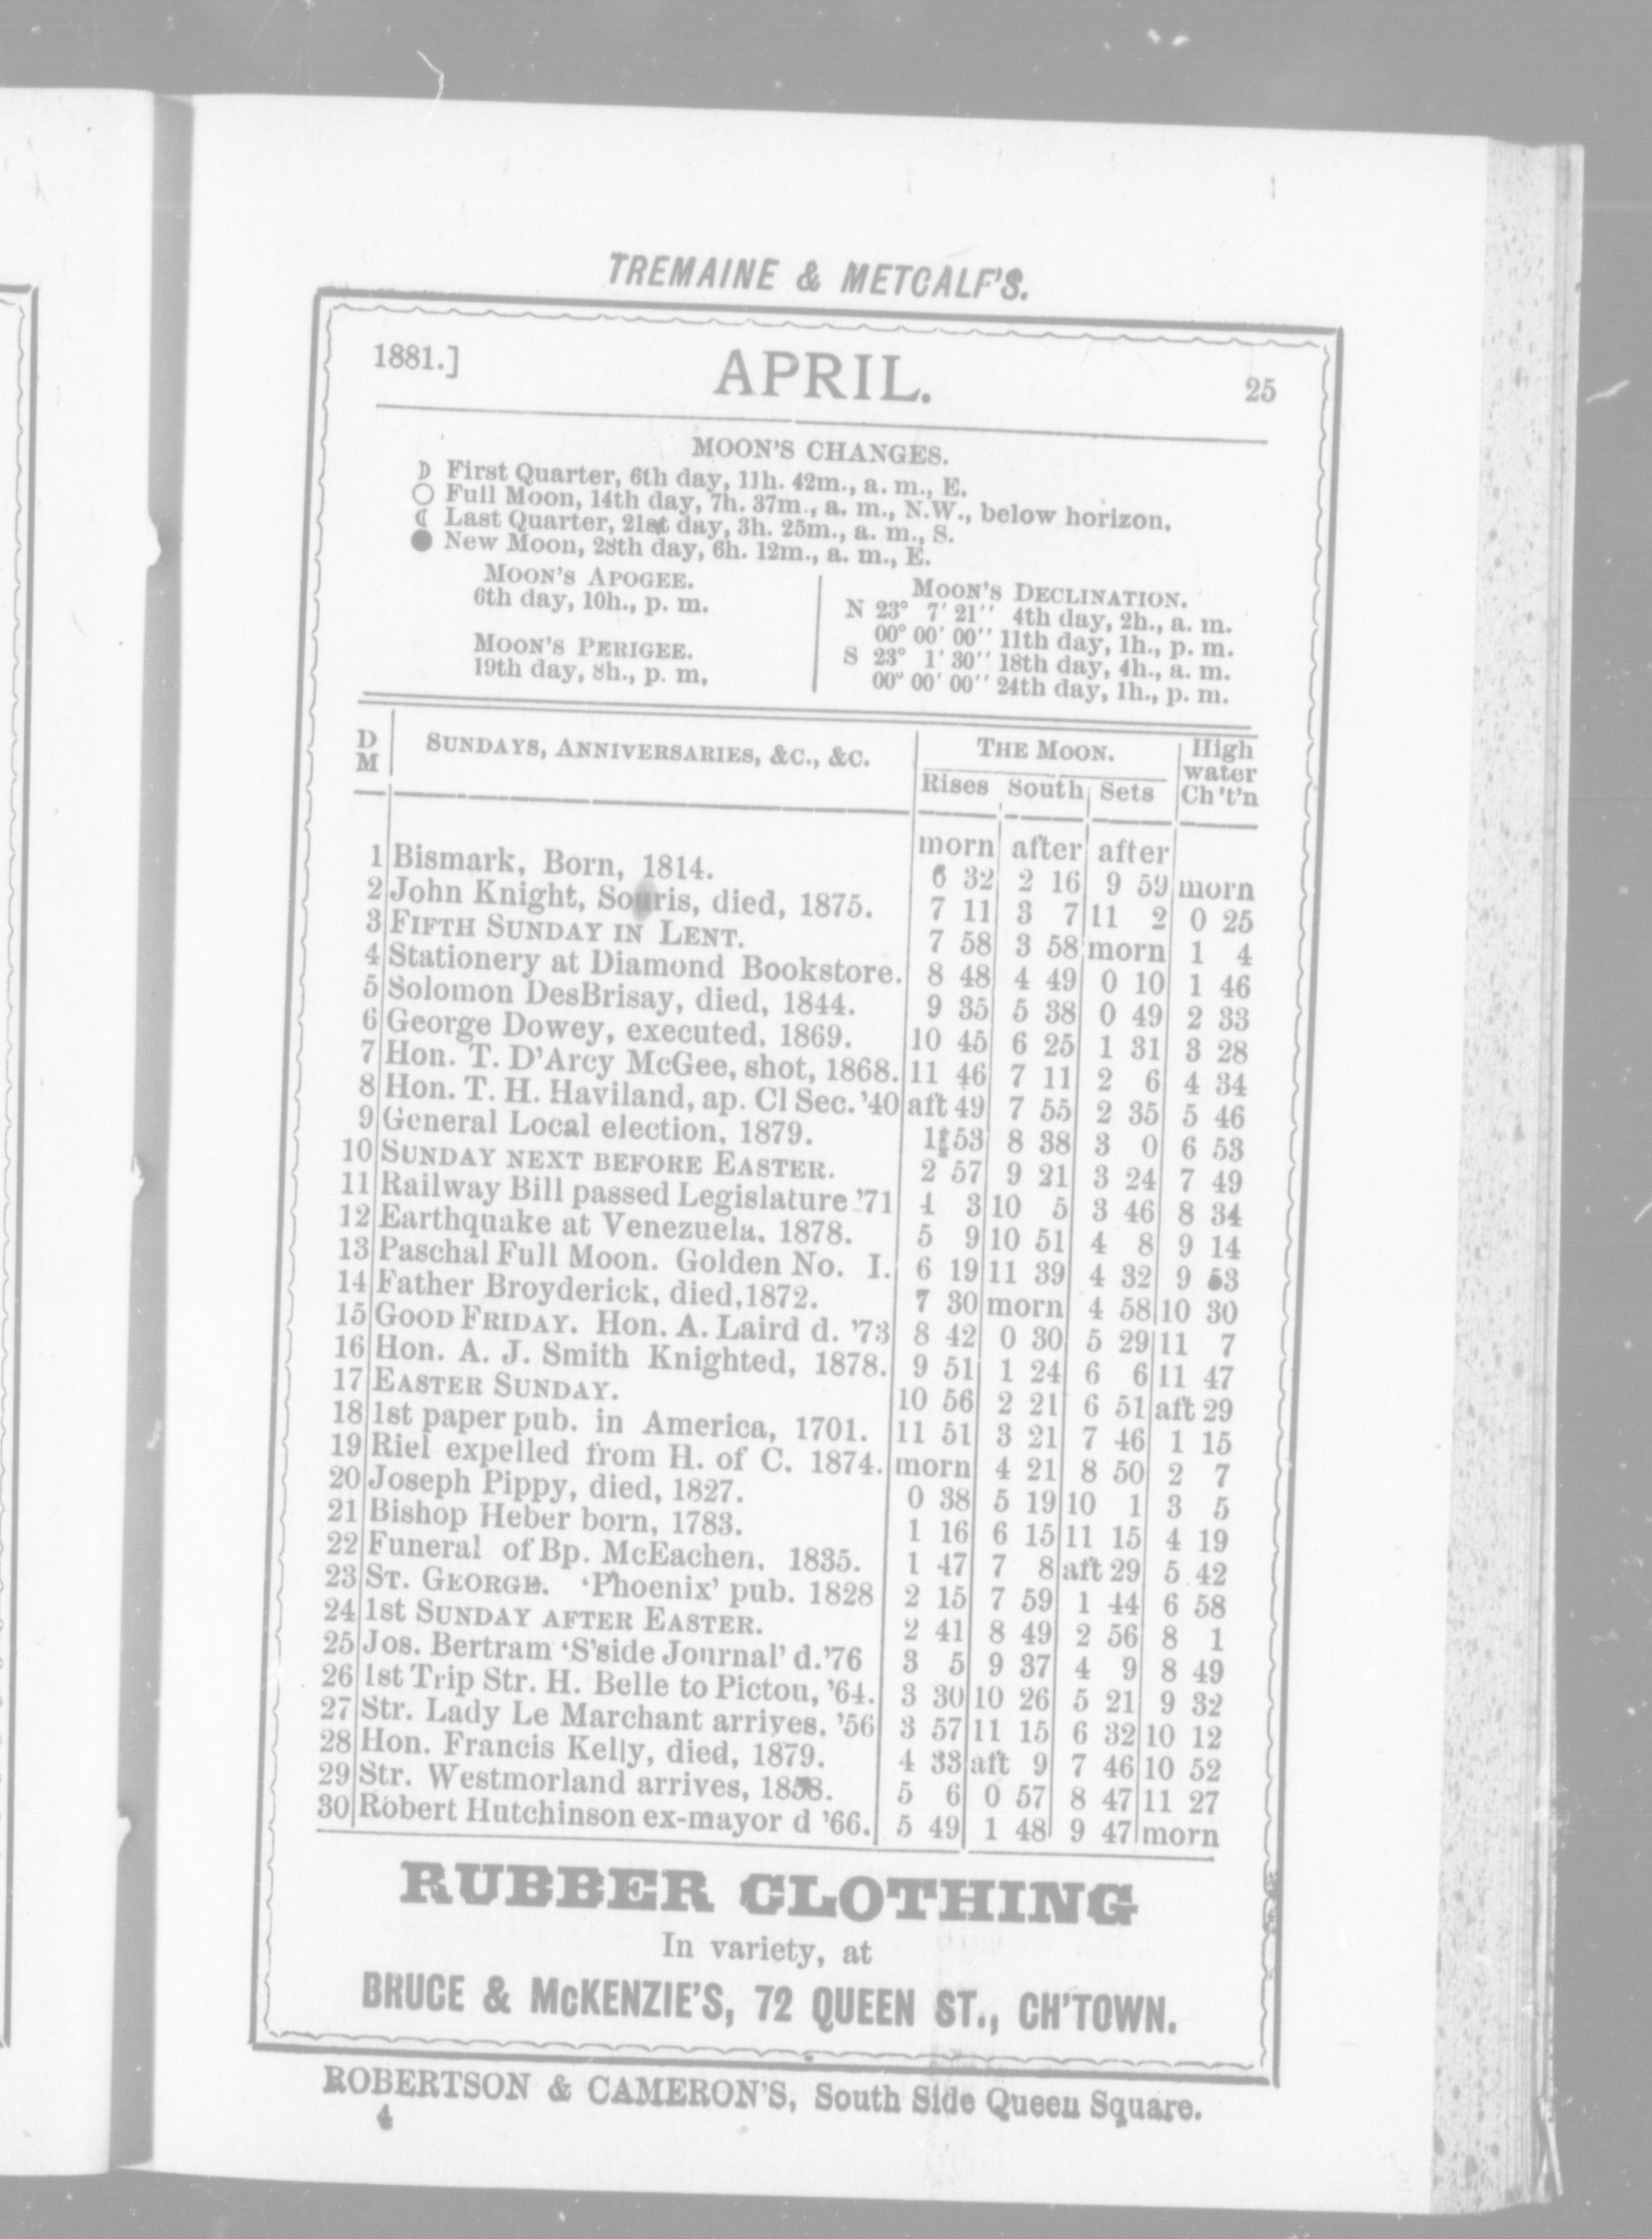 TREMAINE & METCALF'S.
1881.] APRIL. 25
MOON'S CHANGES.
☽ First Quarter, 6th day, 11h. 42m., a. m., E.
○ Full Moon, 14th day, 7h. 37m., a. m., N.W., below horizon.
☾ Last Quarter, 21st day, 3h. 25m., a. m., S.
● New Moon, 28th day, 6h. 12m., a. m., E.
MOON'S APOGEE.
6th day, 10h., p. m.
MOON'S PERIGEE.
19th day, 8h., p. m.
MOON'S DECLINATION.
N 23° 7' 21'' 4th day, 2h., a. m.
00° 00' 00'' 11th day, 1h., p. m.
S 23° 1' 30'' 18th day, 4h., a. m.
00° 00' 00'' 24th day, 1h., p. m.
D M SUNDAYS, ANNIVERSARIES, &C., &C. THE MOON. High water Ch't'n
Rises South Sets
morn after after
1 Bismark, Born, 1814. 6 32 2 16 9 59 morn
2 John Knight, Souris, died, 1875. 7 11 3 7 11 2 0 25
3 FIFTH SUNDAY IN LENT. 7 58 3 58 morn 1 4
4 Stationery at Diamond Bookstore. 8 48 4 49 0 10 1 46
5 Solomon DesBrisay, died, 1844. 9 35 5 38 0 49 2 33
6 George Dowey, executed, 1869. 10 45 6 25 1 31 3 28
7 Hon. T. D'Arcy McGee, shot, 1868. 11 46 7 11 2 6 4 34
8 Hon. T. H. Haviland, ap. Cl Sec. '40 aft 49 7 55 2 35 5 46
9 General Local election, 1879. 1 53 8 38 3 0 6 53
10 SUNDAY NEXT BEFORE EASTER. 2 57 9 21 3 24 7 49
11 Railway Bill passed Legislature '71 4 3 10 5 3 46 8 34
12 Earthquake at Venezuela. 1878. 5 9 10 51 4 8 9 14
13 Paschal Full Moon. Golden No. I. 6 19 11 39 4 32 9 53
14 Father Broyderick, died, 1872. 7 30 morn 4 58 10 30
15 GOOD FRIDAY. Hon. A. Laird d. '73 8 42 0 30 5 29 11 7
16 Hon. A. J. Smith Knighted, 1878. 9 51 1 24 6 6 11 47
17 EASTER SUNDAY. 10 56 2 21 6 51 aft 29
18 1st paper pub. in America, 1701. 11 51 3 21 7 46 1 15
19 Riel expelled from H. of C. 1874. morn 4 21 8 50 2 7
20 Joseph Pippy, died, 1827. 0 38 5 19 10 1 3 5
21 Bishop Heber born, 1783. 1 16 6 15 11 15 4 19
22 Funeral of Bp. McEachen. 1835. 1 47 7 8 aft 29 5 42
23 ST. GEORGE. 'Phoenix' pub. 1828 2 15 7 59 1 44 6 58
24 1st SUNDAY AFTER EASTER. 2 41 8 49 2 56 8 1
25 Jos. Bertram 'S'side Journal' d. '76 3 5 9 37 4 9 8 49
26 1st Trip Str. H. Belle to Pictou, '64. 3 30 10 26 5 21 9 32
27 Str. Lady Le Marchant arrives. '56 3 57 11 15 6 32 10 12
28 Hon. Francis Kelly, died, 1879. 4 33 aft 9 7 46 10 52
29 Str. Westmorland arrives, 1858. 5 6 0 57 8 47 11 27
30 Robert Hutchinson ex-mayor d '66. 5 49 1 48 9 47 morn
RUBBER CLOTHING
In variety, at
BRUCE & McKENZIE'S, 72 QUEEN ST., CH'TOWN.
ROBERTSON & CAMERON'S, South Side Queen Square.
4